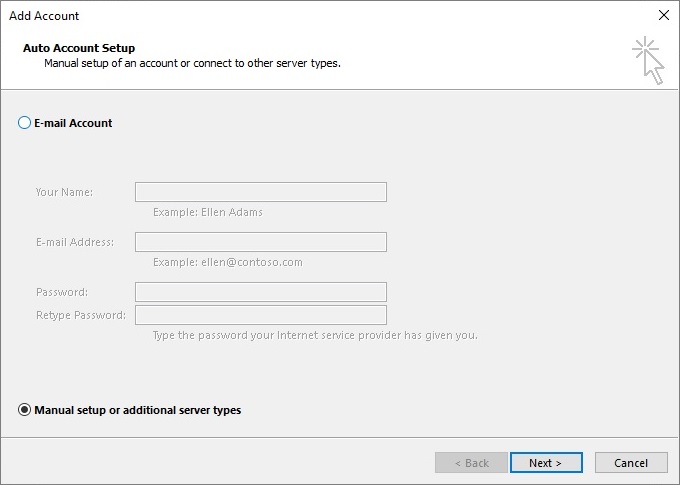 Add Account
Auto Account Setup
Manual setup of an account or connect to other server types.
E-mail Account
Your Name:
Example: Ellen Adams
E-mail Address:
Example: ellen@contoso.com
Password:
Retype Password:
Type the password your Internet service provider has given you.
Manual setup or additional server types
< Back Next > Cancel